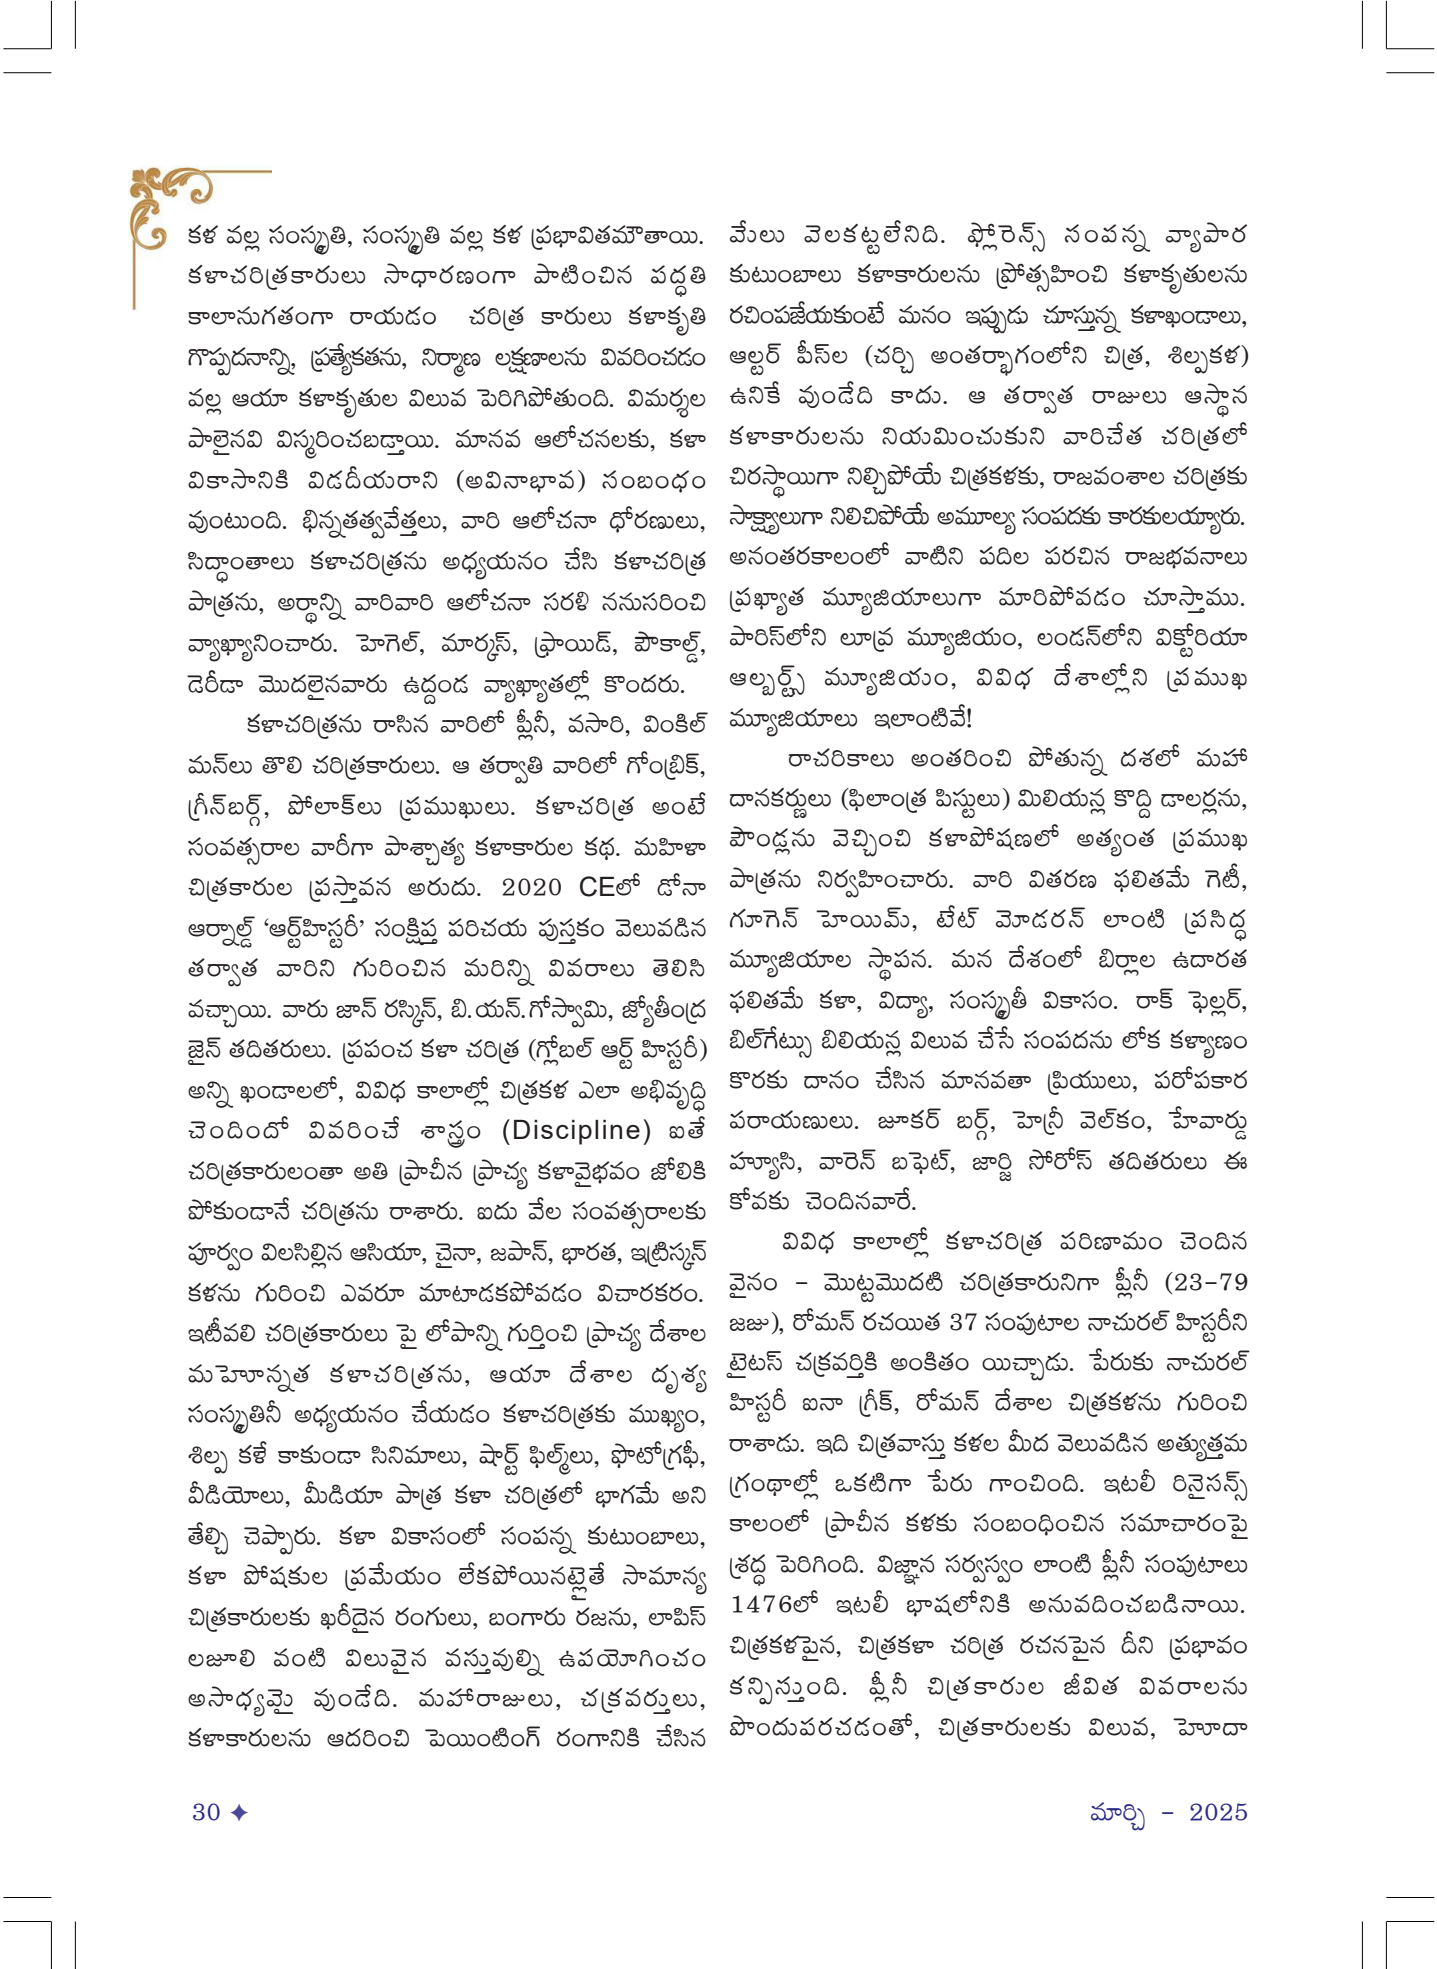 కళ వల్ల సంస్కృతి, సంస్కృతి వల్ల కళ ప్రభావితమౌతాయి.
కళాచరిత్రకారులు సాధారణంగా పాటించిన పద్ధతి
కాలానుగతంగా రాయడం చరిత్ర కారులు కళాకృతి
గొప్పదనాన్ని, ప్రత్యేకతను, నిర్మాణ లక్షణాలను వివరించడం
వల్ల ఆయా కళాకృతుల విలువ పెరిగిపోతుంది. విమర్శల
పాలైనవి విస్మరించబడ్తాయి. మానవ ఆలోచనలకు, కళా
వికాసానికి విడదీయరాని (అవినాభావ) సంబంధం
వుంటుంది. భిన్నతత్వవేత్తలు, వారి ఆలోచనా ధోరణులు,
సిద్ధాంతాలు కళాచరిత్రను అధ్యయనం చేసి కళాచరిత్ర
పాత్రను, అర్థాన్ని వారివారి ఆలోచనా సరళి ననుసరించి
వ్యాఖ్యానించారు. హెగెల్, మార్క్స్, ఫ్రాయిడ్, పౌకాల్డ్,
డెరీడా మొదలైనవారు ఉద్దండ వ్యాఖ్యాతల్లో కొందరు.
కళాచరిత్రను రాసిన వారిలో ప్లీనీ, వసారి, వింకిల్
మన్‌లు తొలి చరిత్రకారులు. ఆ తర్వాతి వారిలో గోంబ్రిక్,
గ్రీన్‌బర్గ్, పోలాక్‌లు ప్రముఖులు. కళాచరిత్ర అంటే
సంవత్సరాల వారీగా పాశ్చాత్య కళాకారుల కథ. మహిళా
చిత్రకారుల ప్రస్తావన అరుదు. 2020 CEలో డోనా
ఆర్నాల్డ్ ‘ఆర్ట్‌హిస్టరీ’ సంక్షిప్త పరిచయ పుస్తకం వెలువడిన
తర్వాత వారిని గురించిన మరిన్ని వివరాలు తెలిసి
వచ్చాయి. వారు జాన్ రస్కిన్, బి.యన్.గోస్వామి, జ్యోతీంద్ర
జైన్ తదితరులు. ప్రపంచ కళా చరిత్ర (గ్లోబల్ ఆర్ట్ హిస్టరీ)
అన్ని ఖండాలలో, వివిధ కాలాల్లో చిత్రకళ ఎలా అభివృద్ధి
చెందిందో వివరించే శాస్త్రం (Discipline) ఐతే
చరిత్రకారులంతా అతి ప్రాచీన ప్రాచ్య కళావైభవం జోలికి
పోకుండానే చరిత్రను రాశారు. ఐదు వేల సంవత్సరాలకు
పూర్వం విలసిల్లిన ఆసియా, చైనా, జపాన్, భారత, ఇట్రిస్కన్
కళను గురించి ఎవరూ మాటాడకపోవడం విచారకరం.
ఇటీవలి చరిత్రకారులు పై లోపాన్ని గుర్తించి ప్రాచ్య దేశాల
మహెూన్నత కళాచరిత్రను, ఆయా దేశాల దృశ్య
సంస్కృతినీ అధ్యయనం చేయడం కళాచరిత్రకు ముఖ్యం,
శిల్ప కళే కాకుండా సినిమాలు, షార్ట్ ఫిల్మ్‌లు, ఫొటోగ్రఫీ,
వీడియోలు, మీడియా పాత్ర కళా చరిత్రలో భాగమే అని
తేల్చి చెప్పారు. కళా వికాసంలో సంపన్న కుటుంబాలు,
కళా పోషకుల ప్రమేయం లేకపోయినట్లైతే సామాన్య
చిత్రకారులకు ఖరీదైన రంగులు, బంగారు రజను, లాపిస్
లజూలి వంటి విలువైన వస్తువుల్ని ఉపయోగించం
అసాధ్యమై వుండేది. మహారాజులు, చక్రవర్తులు,
కళాకారులను ఆదరించి పెయింటింగ్ రంగానికి చేసిన
మేలు వెలకట్టలేనిది. ఫ్లోరెన్స్ సంపన్న వ్యాపార
కుటుంబాలు కళాకారులను ప్రోత్సహించి కళాకృతులను
రచింపజేయకుంటే మనం ఇప్పుడు చూస్తున్న కళాఖండాలు,
ఆల్టర్ పీస్‌ల (చర్చి అంతర్భాగంలోని చిత్ర, శిల్పకళ)
ఉనికే వుండేది కాదు. ఆ తర్వాత రాజులు ఆస్థాన
కళాకారులను నియమించుకుని వారిచేత చరిత్రలో
చిరస్థాయిగా నిల్చిపోయే చిత్రకళకు, రాజవంశాల చరిత్రకు
సాక్ష్యాలుగా నిలిచిపోయే అమూల్య సంపదకు కారకులయ్యారు.
అనంతరకాలంలో వాటిని పదిల పరచిన రాజభవనాలు
ప్రఖ్యాత మ్యూజియాలుగా మారిపోవడం చూస్తాము.
పారిస్‌లోని లూవ్ర మ్యూజియం, లండన్‌లోని విక్టోరియా
ఆల్బర్ట్స్ మ్యూజియం, వివిధ దేశాల్లోని ప్రముఖ
మ్యూజియాలు ఇలాంటివే!
రాచరికాలు అంతరించి పోతున్న దశలో మహా
దానకర్ణులు (ఫిలాంత్ర పిస్టులు) మిలియన్ల కొద్ది డాలర్లను,
పౌండ్లను వెచ్చించి కళాపోషణలో అత్యంత ప్రముఖ
పాత్రను నిర్వహించారు. వారి వితరణ ఫలితమే గెటీ,
గూగెన్ హెయిమ్, టేట్ మోడరన్ లాంటి ప్రసిద్ధ
మ్యూజియాల స్థాపన. మన దేశంలో బిర్లాల ఉదారత
ఫలితమే కళా, విద్యా, సంస్కృతీ వికాసం. రాక్ ఫెల్లర్,
బిల్‌గేట్సు బిలియన్ల విలువ చేసే సంపదను లోక కళ్యాణం
కొరకు దానం చేసిన మానవతా ప్రియులు, పరోపకార
పరాయణులు. జూకర్ బర్గ్, హెన్రీ వెల్‌కం, హేవార్డు
హ్యూసి, వారెన్ బఫెట్, జార్జి సోరోస్ తదితరులు ఈ
కోవకు చెందినవారే.
వివిధ కాలాల్లో కళాచరిత్ర పరిణామం చెందిన
వైనం - మొట్టమొదటి చరిత్రకారునిగా ప్లీనీ (23-79
జజు), రోమన్ రచయిత 37 సంపుటాల నాచురల్ హిస్టరీని
టైటస్ చక్రవర్తికి అంకితం యిచ్చాడు. పేరుకు నాచురల్
హిస్టరీ ఐనా గ్రీక్, రోమన్ దేశాల చిత్రకళను గురించి
రాశాడు. ఇది చిత్రవాస్తు కళల మీద వెలువడిన అత్యుత్తమ
గ్రంథాల్లో ఒకటిగా పేరు గాంచింది. ఇటలీ రినైసన్స్
కాలంలో ప్రాచీన కళకు సంబంధించిన సమాచారంపై
శ్రద్ధ పెరిగింది. విజ్ఞాన సర్వస్వం లాంటి ప్లీనీ సంపుటాలు
1476లో ఇటలీ భాషలోనికి అనువదించబడినాయి.
చిత్రకళపైన, చిత్రకళా చరిత్ర రచనపైన దీని ప్రభావం
కన్పిస్తుంది. ప్లీనీ చిత్రకారుల జీవిత వివరాలను
పొందుపరచడంతో, చిత్రకారులకు విలువ, హెూదా
30 ✦
మార్చి - 2025